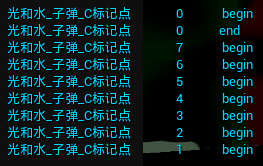 光和水_子弹_C标记点 0 begin
光和水_子弹_C标记点 0 end
光和水_子弹_C标记点 7 begin
光和水_子弹_C标记点 6 begin
光和水_子弹_C标记点 5 begin
光和水_子弹_C标记点 4 begin
光和水_子弹_C标记点 3 begin
光和水_子弹_C标记点 2 begin
光和水_子弹_C标记点 1 begin